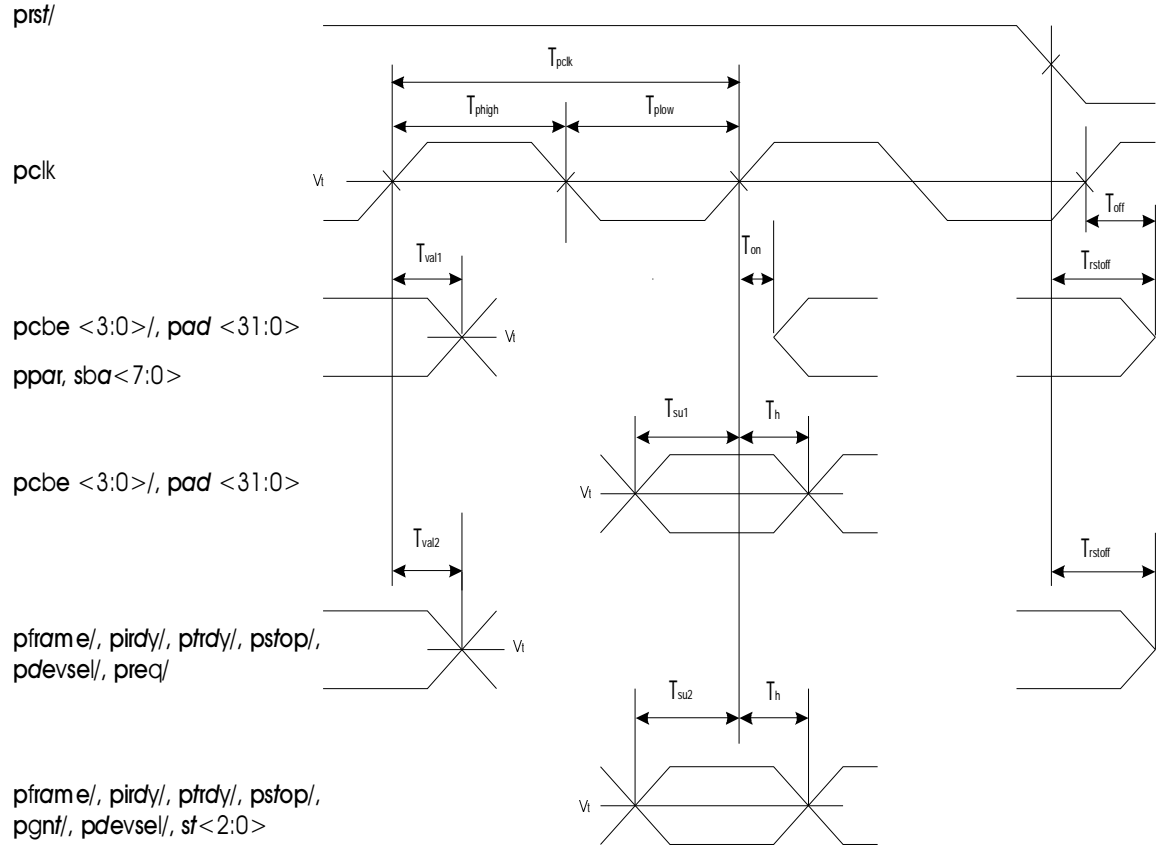 prst/
Tpclk
Tphigh Tplow
pclk
Vt
Toff
Tval1 Ton Trstoff
pcbe <3:0>/, pad <31:0>
Vt
ppar, sba<7:0>
Tsu1 Th
pcbe <3:0>/, pad <31:0>
Vt
Tval2 Trstoff
pframe/, pirdy/, ptrdy/, pstop/,
Vt
pdevsel/, preq/
Tsu2 Th
pframe/, pirdy/, ptrdy/, pstop/,
Vt
pgnt/, pdevsel/, st<2:0>